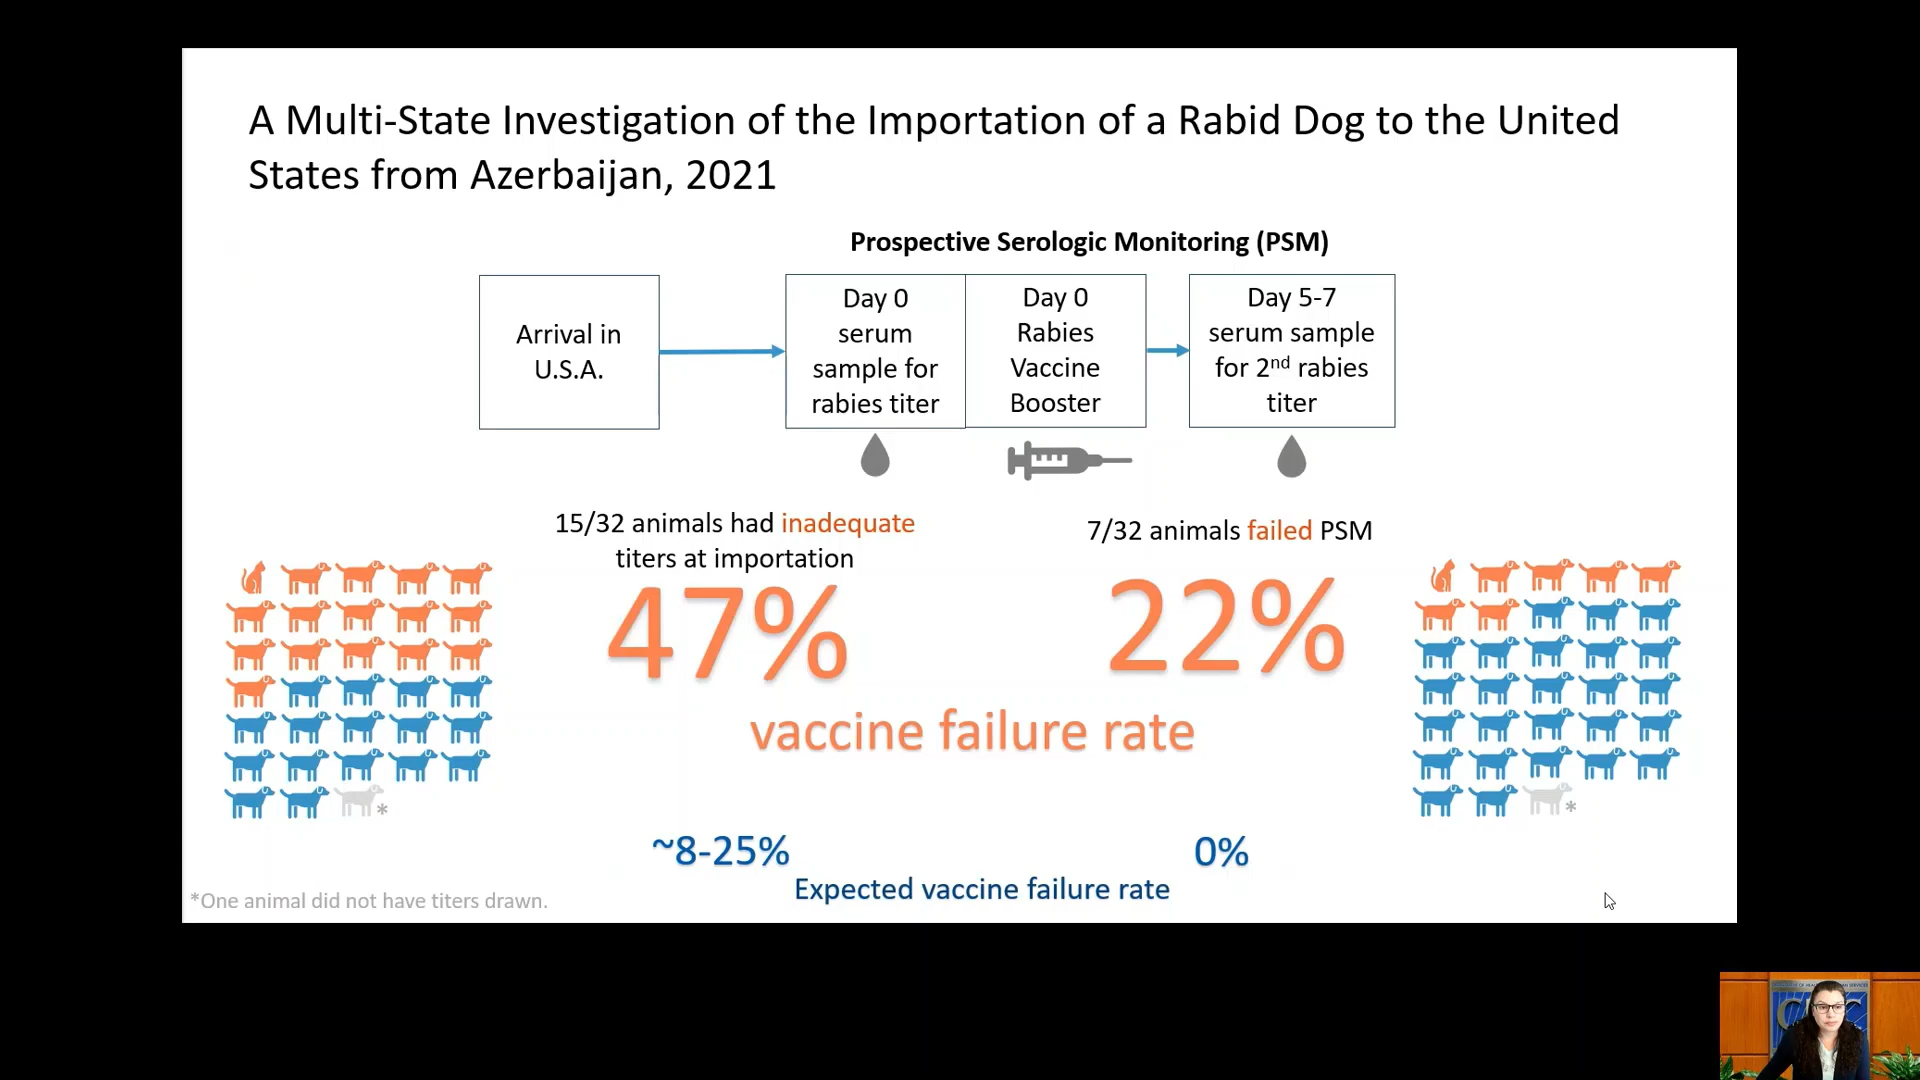 A Multi-State Investigation of the Importation of a Rabid Dog to the United
States from Azerbaijan, 2021
Prospective Serologic Monitoring (PSM)
Arrival in
U.S.A.
Day 0
serum
sample for
rabies titer
Day 0
Rabies
Vaccine
Booster
Day 5-7
serum sample
for 2nd rabies
titer
15/32 animals had inadequate
titers at importation
47%
7/32 animals failed PSM
22%
vaccine failure rate
*
*
~8-25%
0%
Expected vaccine failure rate
*One animal did not have titers drawn.